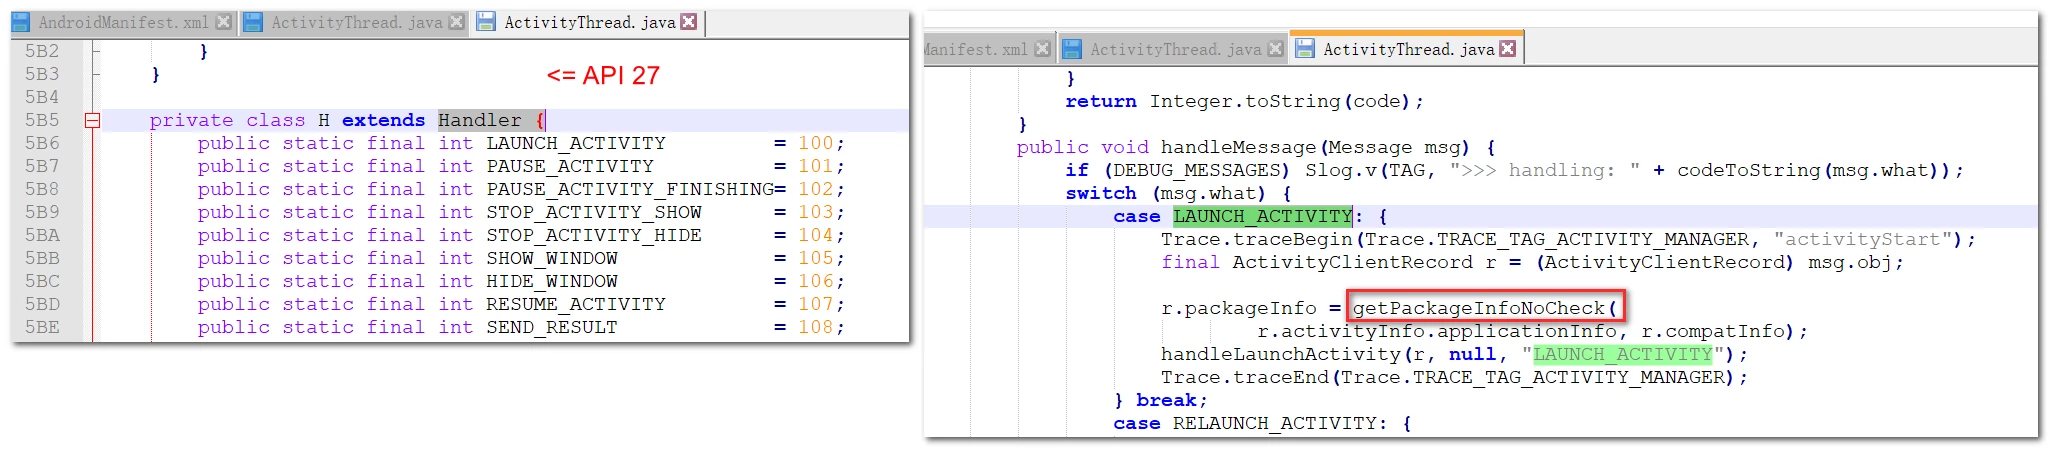 AndroidManifest.xml ActivityThread.java ActivityThread.java
5B2 }
5B3 }
<= API 27
5B4
5B5 private class H extends Handler {
5B6 public static final int LAUNCH_ACTIVITY = 100;
5B7 public static final int PAUSE_ACTIVITY = 101;
5B8 public static final int PAUSE_ACTIVITY_FINISHING= 102;
5B9 public static final int STOP_ACTIVITY_SHOW = 103;
5BA public static final int STOP_ACTIVITY_HIDE = 104;
5BB public static final int SHOW_WINDOW = 105;
5BC public static final int HIDE_WINDOW = 106;
5BD public static final int RESUME_ACTIVITY = 107;
5BE public static final int SEND_RESULT = 108;
Manifest.xml ActivityThread.java ActivityThread.java
}
return Integer.toString(code);
}
public void handleMessage(Message msg) {
if (DEBUG_MESSAGES) Slog.v(TAG, ">>> handling: " + codeToString(msg.what));
switch (msg.what) {
case LAUNCH_ACTIVITY: {
Trace.traceBegin(Trace.TRACE_TAG_ACTIVITY_MANAGER, "activityStart");
final ActivityClientRecord r = (ActivityClientRecord) msg.obj;
r.packageInfo = getPackageInfoNoCheck(
r.activityInfo.applicationInfo, r.compatInfo);
handleLaunchActivity(r, null, "LAUNCH_ACTIVITY");
Trace.traceEnd(Trace.TRACE_TAG_ACTIVITY_MANAGER);
} break;
case RELAUNCH_ACTIVITY: {